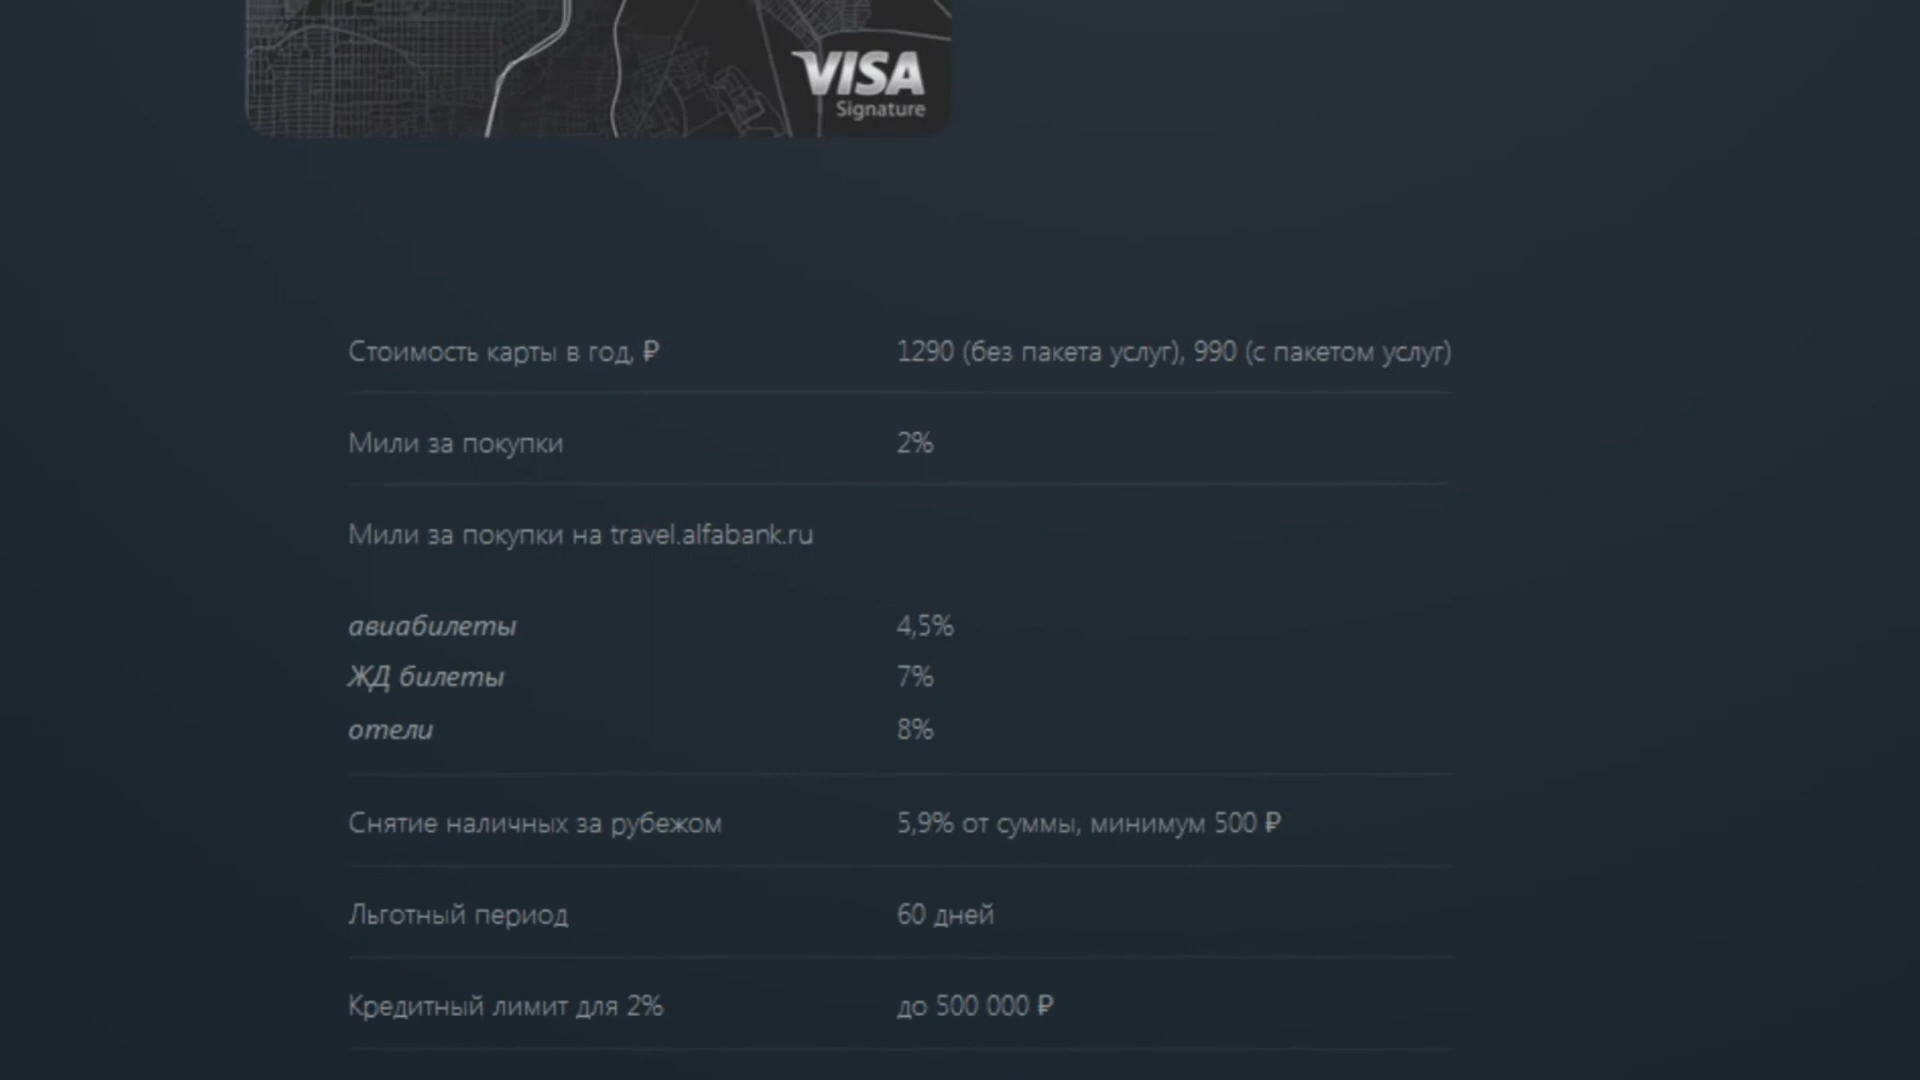 VISA
Signature
Стоимость карты в год, ₽ 1290 (без пакета услуг), 990 (с пакетом услуг)
Мили за покупки 2%
Мили за покупки на travel.alfabank.ru
авиабилеты 4,5%
ЖД билеты 7%
отели 8%
Снятие наличных за рубежом 5,9% от суммы, минимум 500 ₽
Льготный период 60 дней
Кредитный лимит для 2% до 500 000 ₽